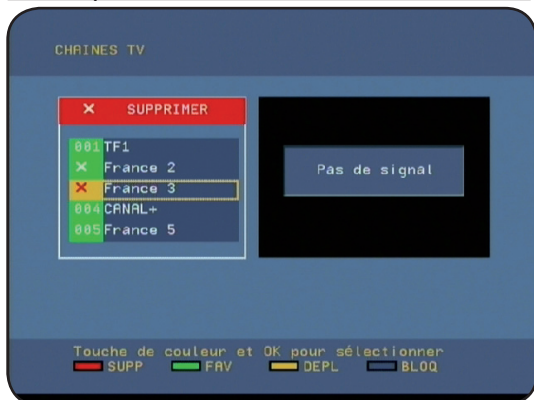 CHAINES TV
× SUPPRIMER
001 TF1
× France 2
× France 3
004 CANAL+
005 France 5
Pas de signal
Touche de couleur et OK pour sélectionner
SUPP FAV DEPL BLOQ